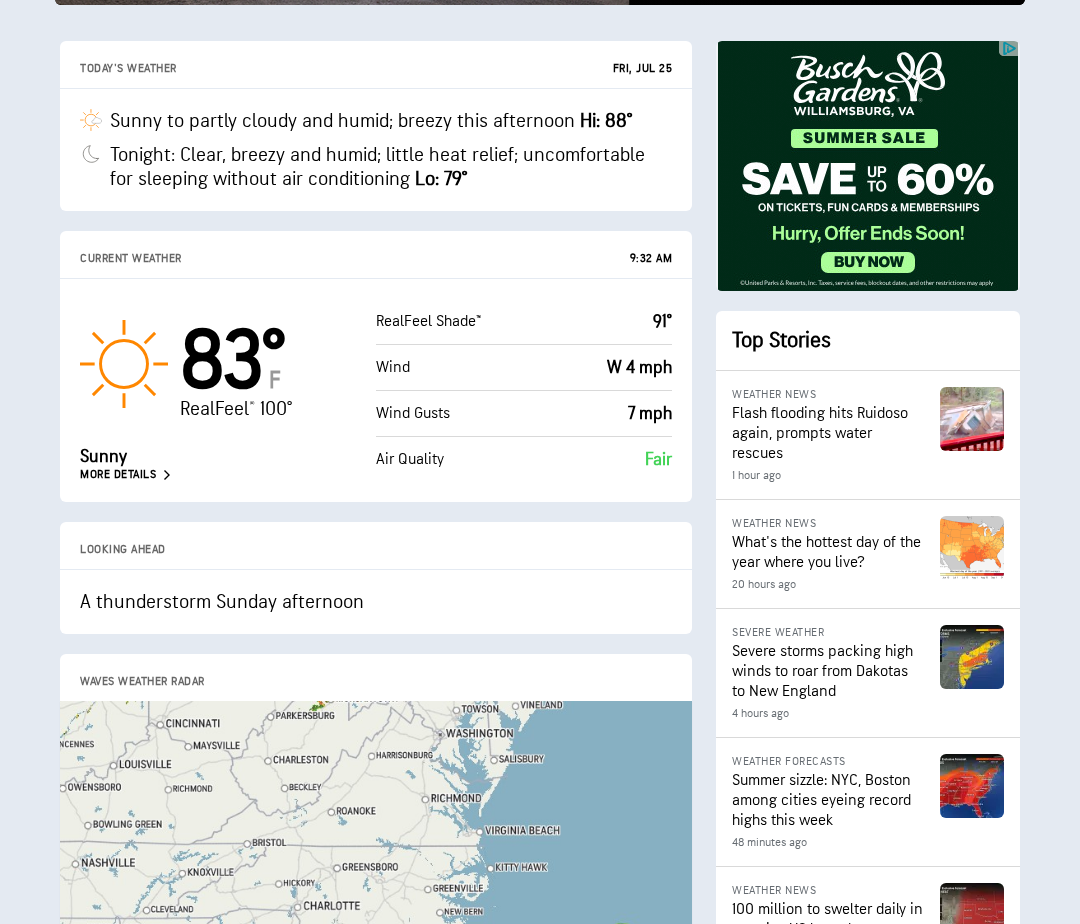 TODAY'S WEATHER
FRI, JUL 25
Sunny to partly cloudy and humid; breezy this afternoon Hi: 88°
Tonight: Clear, breezy and humid; little heat relief; uncomfortable
for sleeping without air conditioning Lo: 79°
CURRENT WEATHER
9:32 AM
83°
F
RealFeel® 100°
Sunny
MORE DETAILS
RealFeel Shade™
91°
Wind
W 4 mph
Wind Gusts
7 mph
Air Quality
Fair
LOOKING AHEAD
A thunderstorm Sunday afternoon
WAVES WEATHER RADAR
CINCINNATI
PARKERSBURG
TOWSON
VINELAND
NCENNES
MAYSVILLE
WASHINGTON
LOUISVILLE
CHARLESTON
HARRISONBURG
SALISBURY
OWENSBORO
RICHMOND
BECKLEY
RICHMOND
ROANOKE
BOWLING GREEN
VIRGINIA BEACH
BRISTOL
NASHVILLE
KNOXVILLE
GREENSBORO
KITTY HAWK
HICKORY
GREENVILLE
CLEVELAND
CHARLOTTE
NEW BERN
Busch
Gardens®
WILLIAMSBURG, VA
SUMMER SALE
SAVE UP TO 60%
ON TICKETS, FUN CARDS & MEMBERSHIPS
Hurry, Offer Ends Soon!
BUY NOW
©United Parks & Resorts, Inc. Taxes, service fees, blockout dates, and other restrictions may apply
Top Stories
WEATHER NEWS
Flash flooding hits Ruidoso
again, prompts water
rescues
1 hour ago
WEATHER NEWS
What's the hottest day of the
year where you live?
20 hours ago
SEVERE WEATHER
Severe storms packing high
winds to roar from Dakotas
to New England
4 hours ago
WEATHER FORECASTS
Summer sizzle: NYC, Boston
among cities eyeing record
highs this week
48 minutes ago
WEATHER NEWS
100 million to swelter daily in